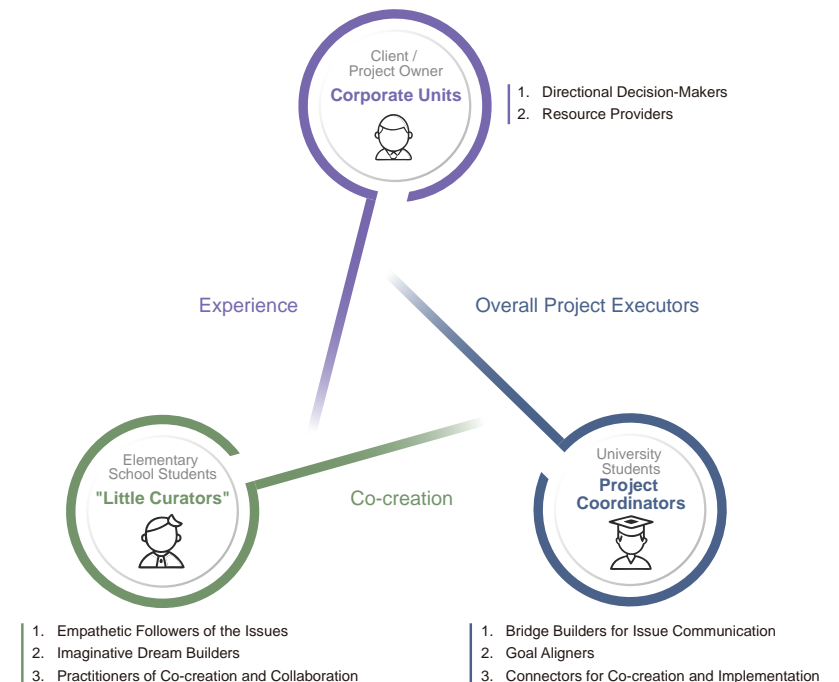 Client /
Project Owner
Corporate Units
1. Directional Decision-Makers
2. Resource Providers
Experience
Overall Project Executors
Elementary
School Students
"Little Curators"
Co-creation
University
Students
Project
Coordinators
1. Empathetic Followers of the Issues
2. Imaginative Dream Builders
3. Practitioners of Co-creation and Collaboration
1. Bridge Builders for Issue Communication
2. Goal Aligners
3. Connectors for Co-creation and Implementation